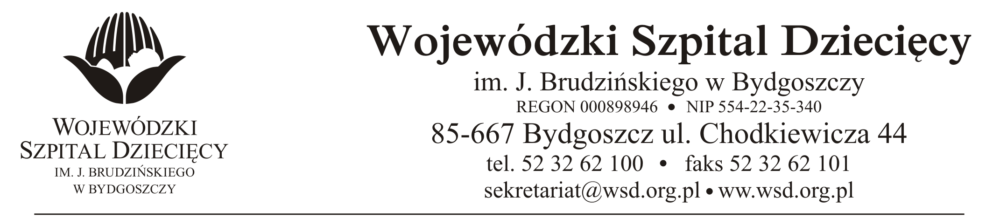 WOJEWÓDZKI
SZPITAL DZIECIĘCY
IM. J. BRUDZIŃSKIEGO
W BYDGOSZCZY
Wojewódzki Szpital Dziecięcy
im. J. Brudzińskiego w Bydgoszczy
REGON 000898946 • NIP 554-22-35-340
85-667 Bydgoszcz ul. Chodkiewicza 44
tel. 52 32 62 100 • faks 52 32 62 101
sekretariat@wsd.org.pl • ww.wsd.org.pl